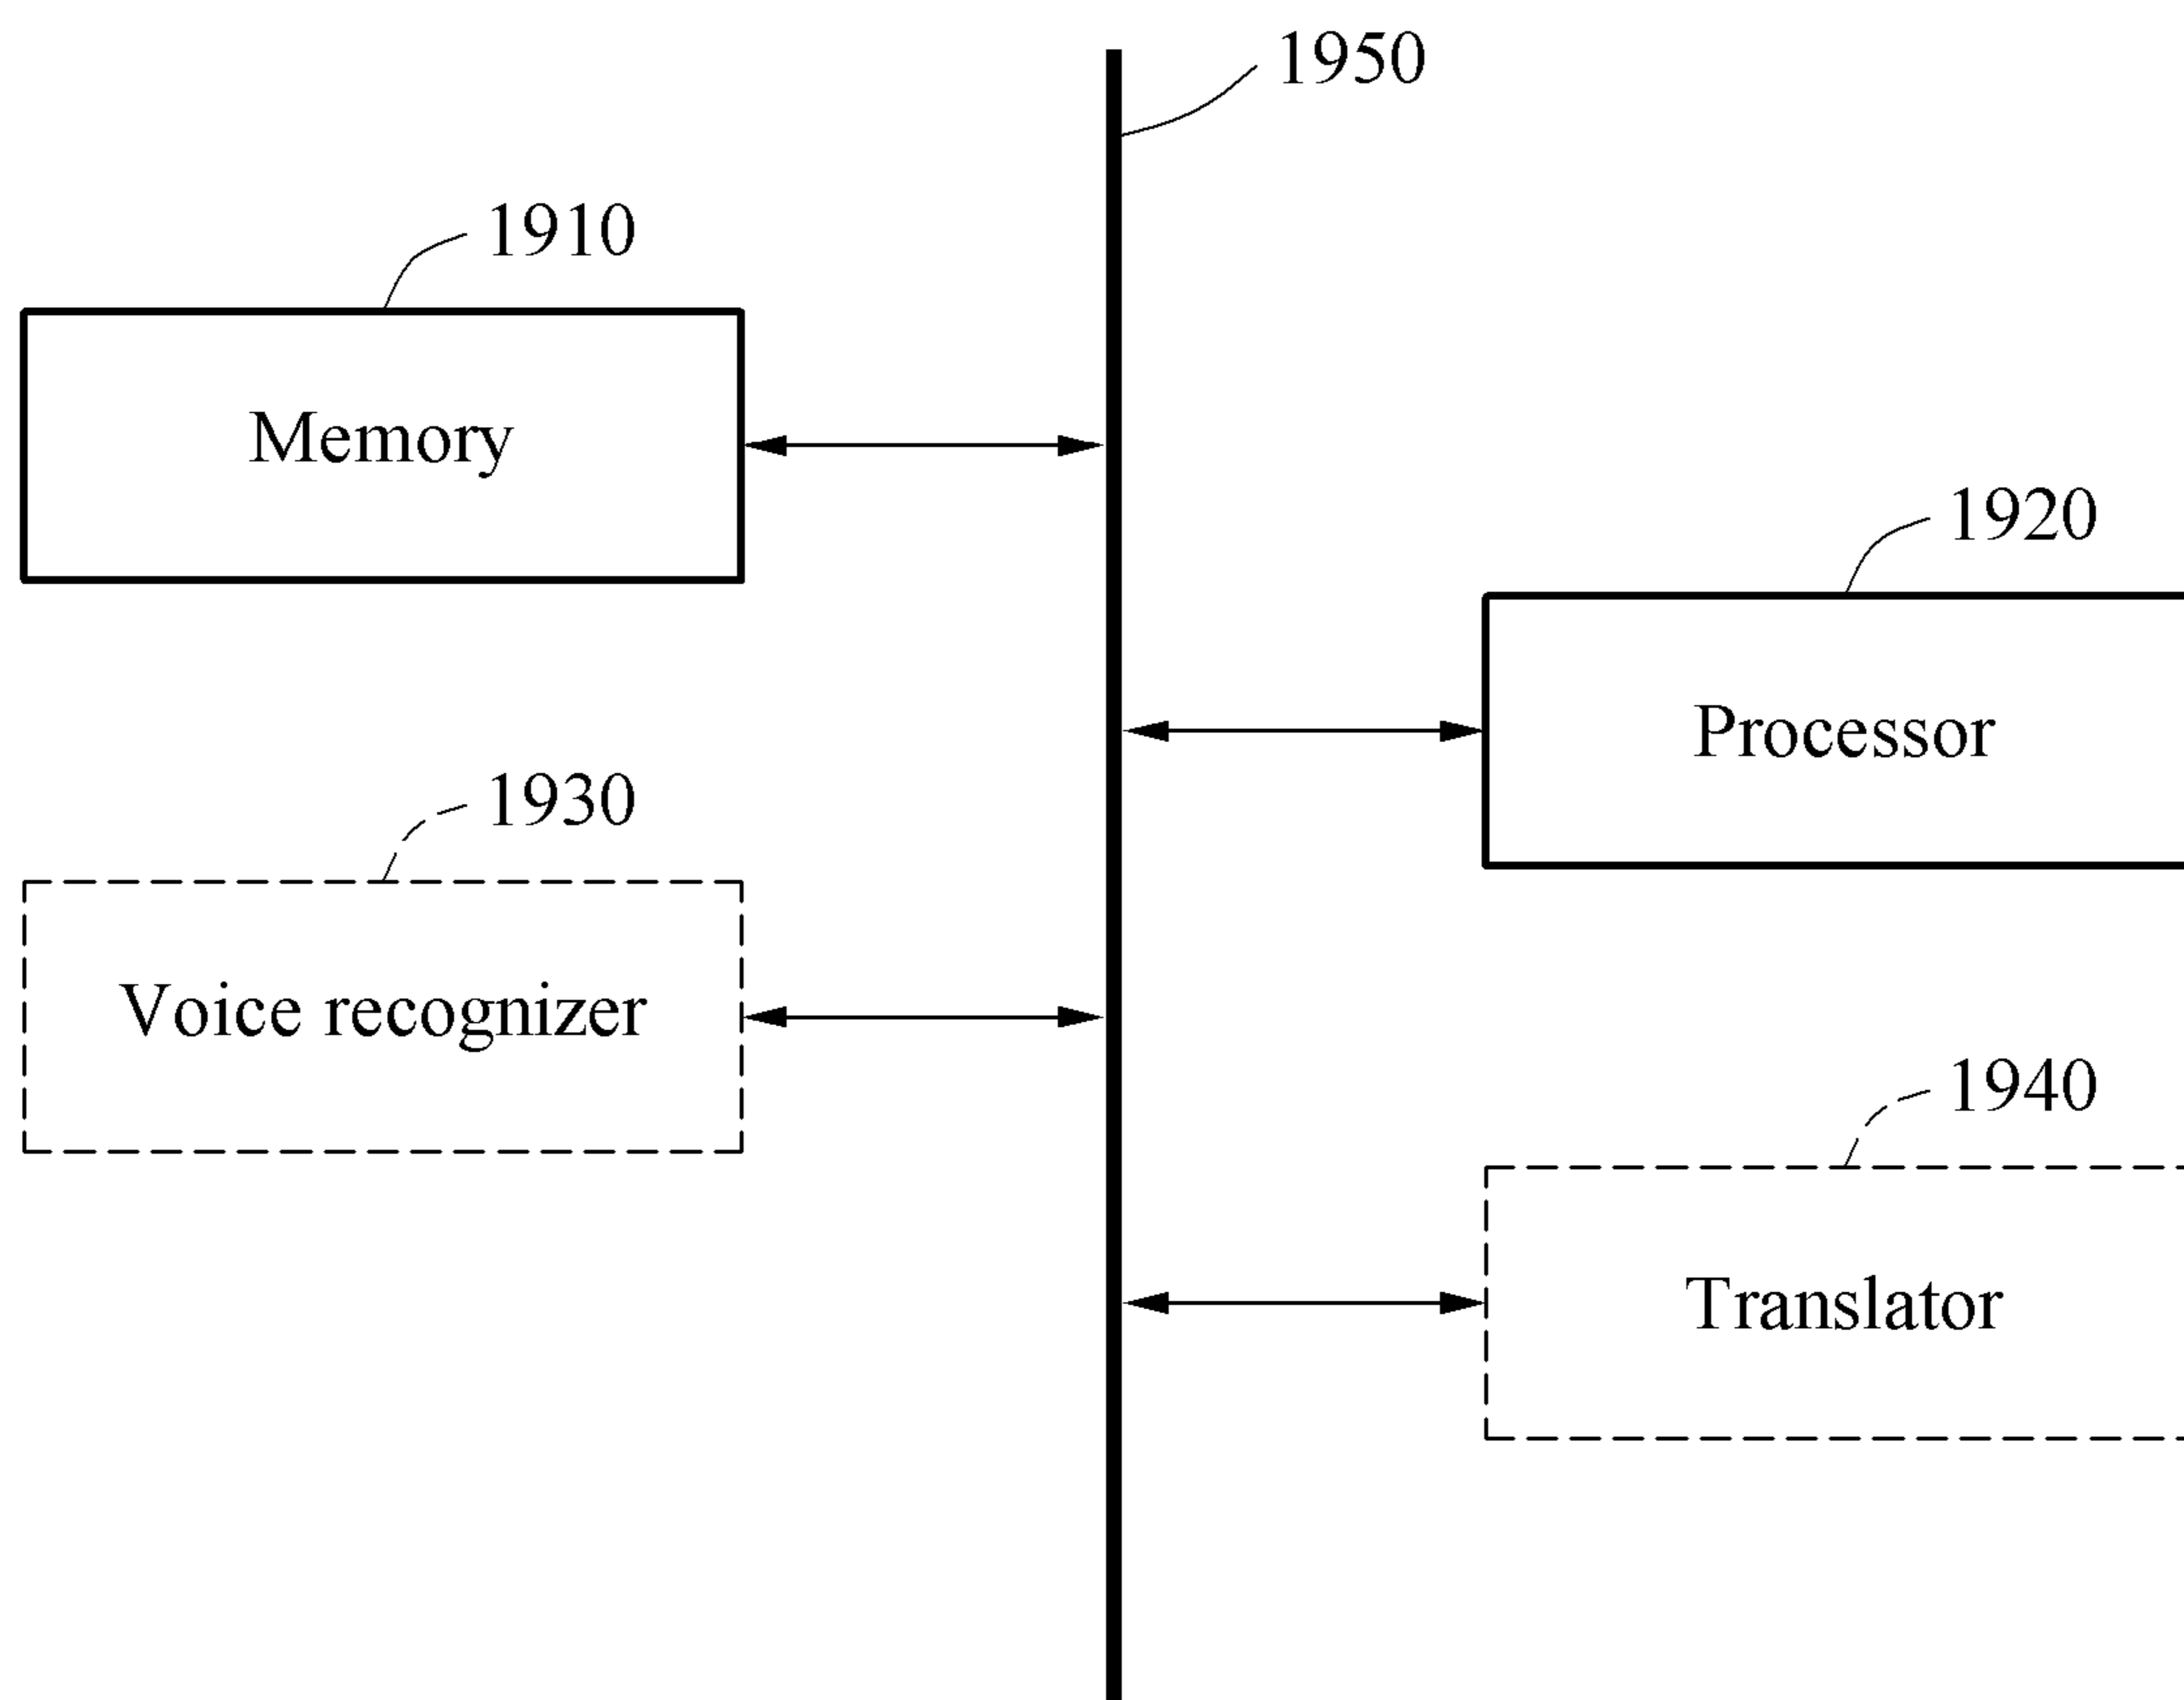 1950
1910
Memory
1920
Processor
1930
Voice recognizer
1940
Translator